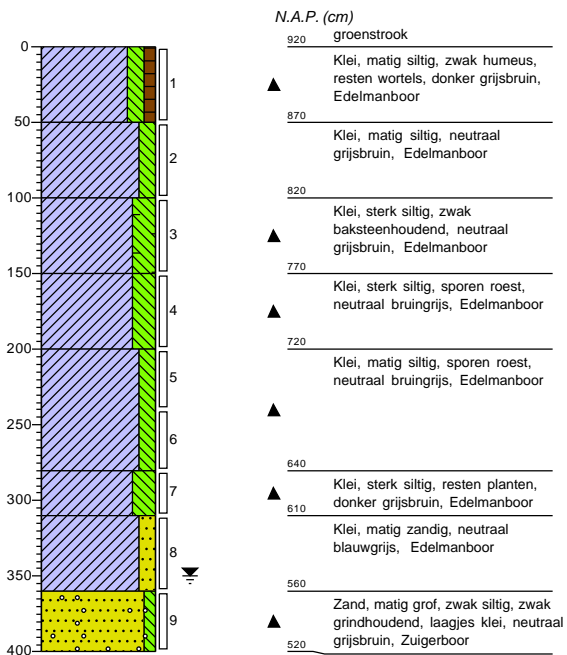 N.A.P. (cm)
0
920
groenstrook
1
Klei, matig siltig, zwak humeus,
resten wortels, donker grijsbruin,
Edelmanboor
50
870
2
Klei, matig siltig, neutraal
grijsbruin, Edelmanboor
100
820
3
Klei, sterk siltig, zwak
baksteenhoudend, neutraal
grijsbruin, Edelmanboor
150
770
4
Klei, sterk siltig, sporen roest,
neutraal bruingrijs, Edelmanboor
200
720
5
Klei, matig siltig, sporen roest,
neutraal bruingrijs, Edelmanboor
250
6
640
7
Klei, sterk siltig, resten planten,
donker grijsbruin, Edelmanboor
300
610
8
Klei, matig zandig, neutraal
blauwgrijs, Edelmanboor
350
560
9
Zand, matig grof, zwak siltig, zwak
grindhoudend, laagjes klei, neutraal
grijsbruin, Zuigerboor
400
520